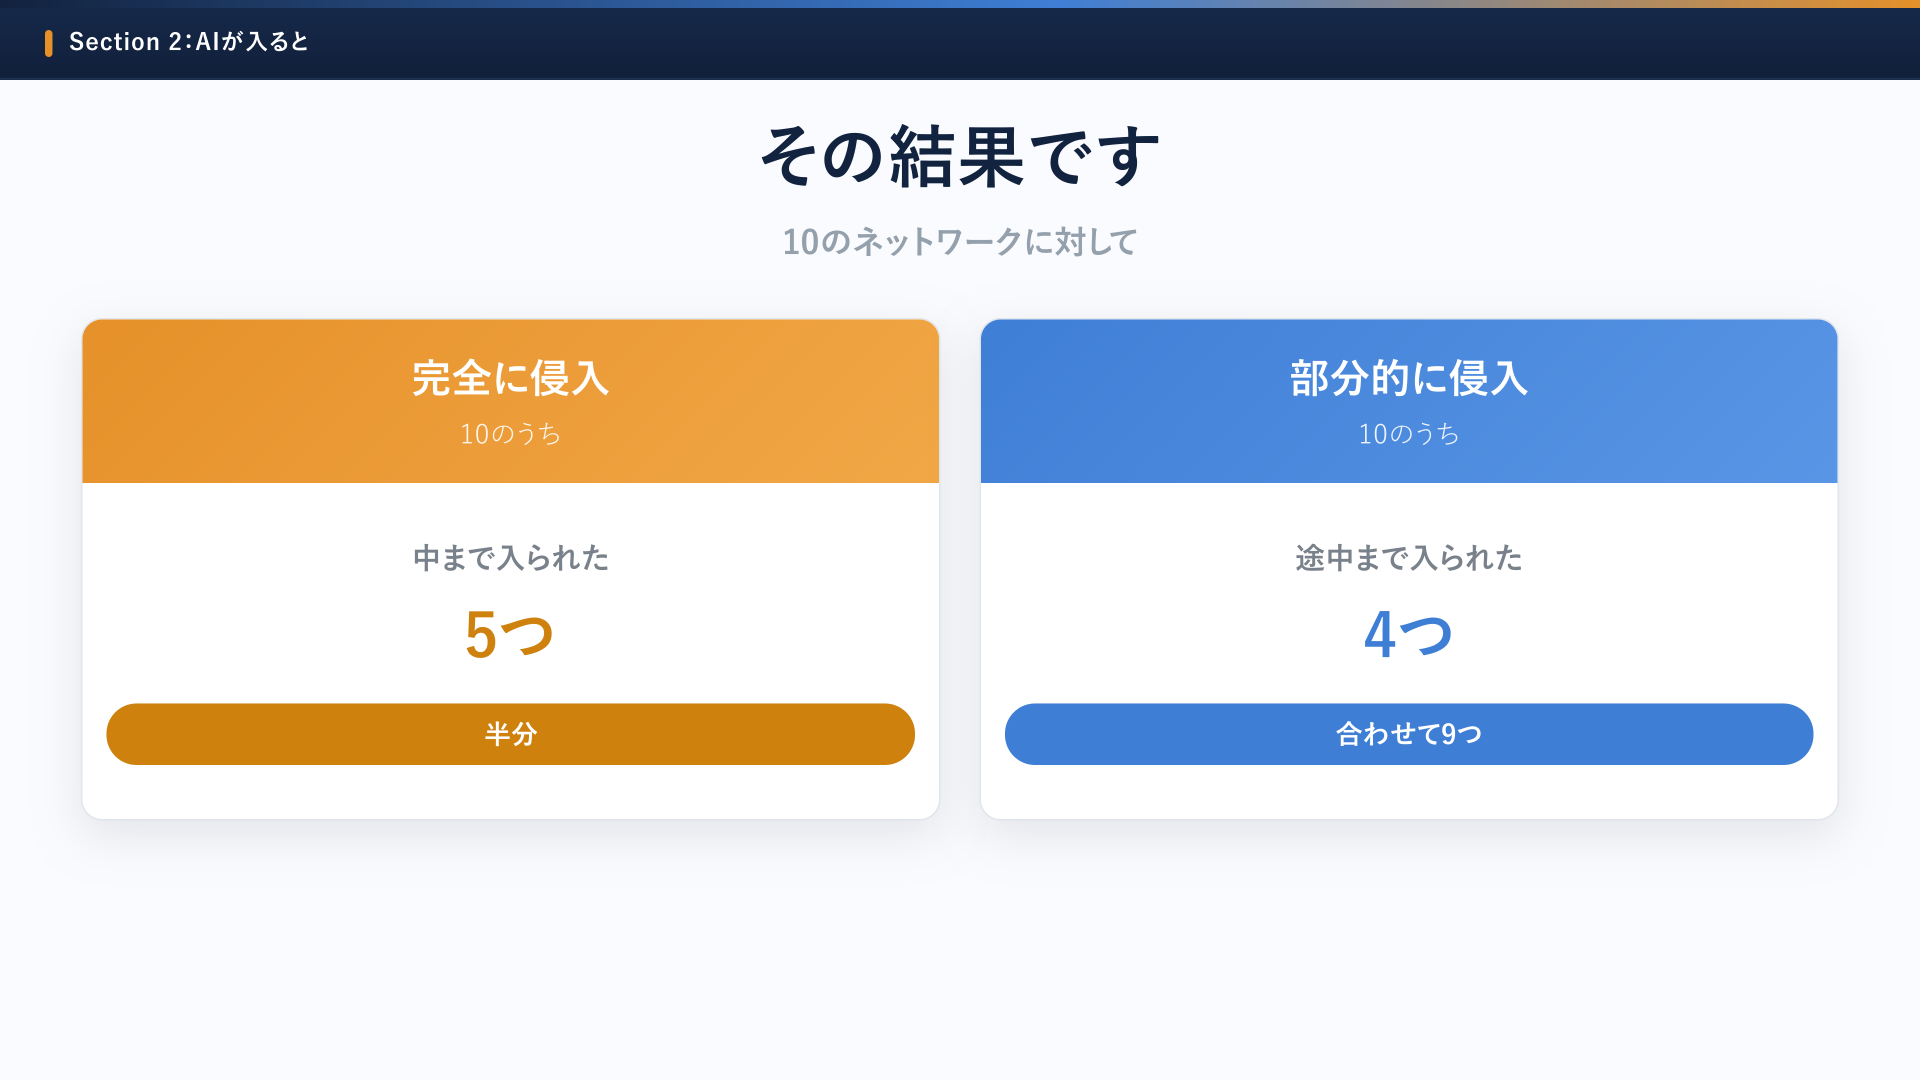 Section 2：AIが入ると
その結果です
10のネットワークに対して
完全に侵入
10のうち
中まで入られた
5つ
半分
部分的に侵入
10のうち
途中まで入られた
4つ
合わせて9つ